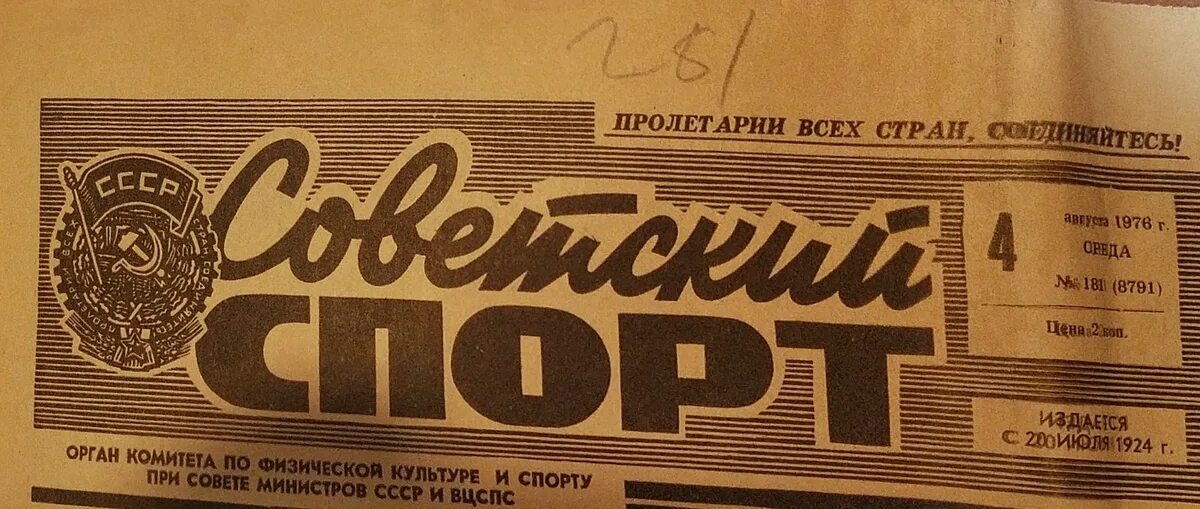 281
ПРОЛЕТАРИИ ВСЕХ СТРАН, СОЕДИНЯЙТЕСЬ!
СССР
Советский
СПОРТ
4
августа 1976 г.
СРЕДА
№ 181 (8791)
Цена 2 коп.
ИЗДАЕТСЯ
С 20 ИЮЛЯ 1924 г.
ОРГАН КОМИТЕТА ПО ФИЗИЧЕСКОЙ КУЛЬТУРЕ И СПОРТУ
ПРИ СОВЕТЕ МИНИСТРОВ СССР И ВЦСПС